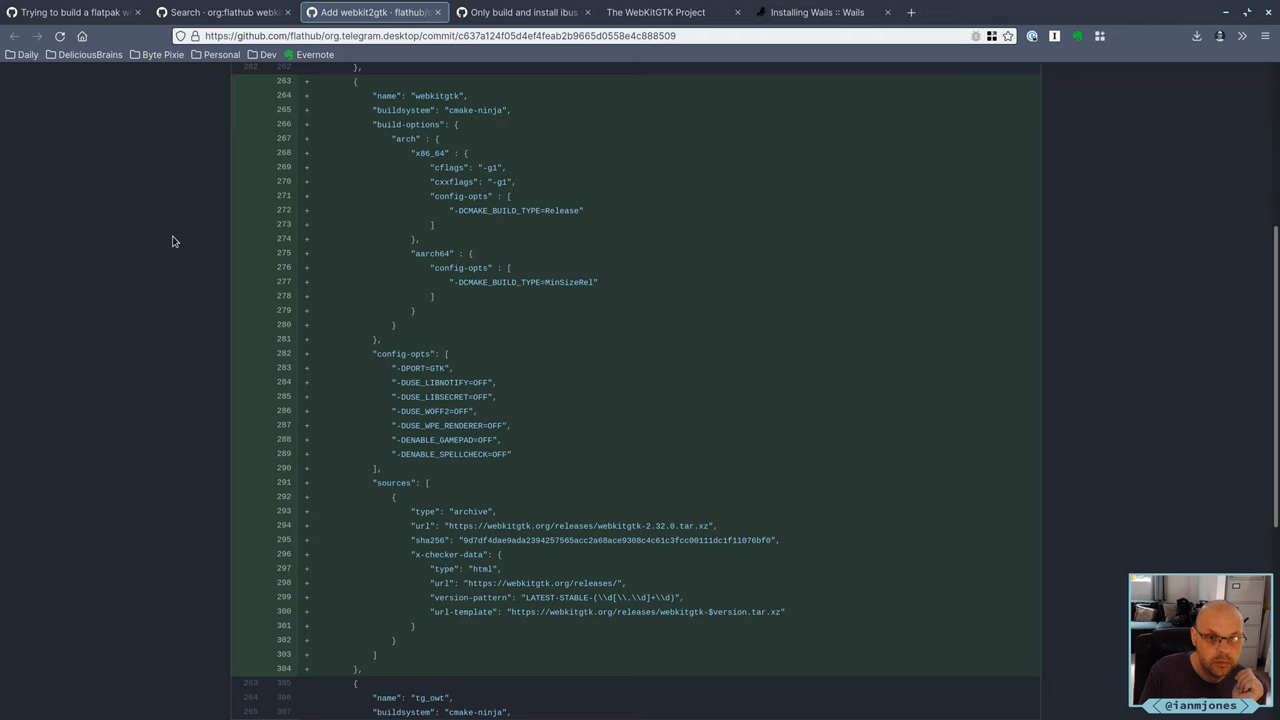 Trying to build a flatpak w
Search · org:flathub webki
Add webkit2gtk · flathub/o
Only build and install ibus
The WebKitGTK Project
Installing Wails :: Wails
https://github.com/flathub/org.telegram.desktop/commit/c637a124f05d4ef4feab2b9665d0558e4c888509
Daily
DeliciousBrains
Byte Pixie
Personal
Dev
Evernote
262 262 },
263 + {
264 + "name": "webkitgtk",
265 + "buildsystem": "cmake-ninja",
266 + "build-options": {
267 + "arch" : {
268 + "x86_64" : {
269 + "cflags": "-g1",
270 + "cxxflags": "-g1",
271 + "config-opts" : [
272 + "-DCMAKE_BUILD_TYPE=Release"
273 + ]
274 + },
275 + "aarch64" : {
276 + "config-opts" : [
277 + "-DCMAKE_BUILD_TYPE=MinSizeRel"
278 + ]
279 + }
280 + }
281 + },
282 + "config-opts": [
283 + "-DPORT=GTK",
284 + "-DUSE_LIBNOTIFY=OFF",
285 + "-DUSE_LIBSECRET=OFF",
286 + "-DUSE_WOFF2=OFF",
287 + "-DUSE_WPE_RENDERER=OFF",
288 + "-DENABLE_GAMEPAD=OFF",
289 + "-DENABLE_SPELLCHECK=OFF"
290 + ],
291 + "sources": [
292 + {
293 + "type": "archive",
294 + "url": "https://webkitgtk.org/releases/webkitgtk-2.32.0.tar.xz",
295 + "sha256": "9d7df4dae9ada2394257565acc2a68ace9308c4c61c3fcc00111dc1f11076bf0",
296 + "x-checker-data": {
297 + "type": "html",
298 + "url": "https://webkitgtk.org/releases/",
299 + "version-pattern": "LATEST-STABLE-(\\d[\\.\\d]+\\d)",
300 + "url-template": "https://webkitgtk.org/releases/webkitgtk-$version.tar.xz"
301 + }
302 + }
303 + ]
304 + },
263 305 {
264 306 "name": "tg_owt",
265 307 "buildsystem": "cmake-ninja",
@ianmjones